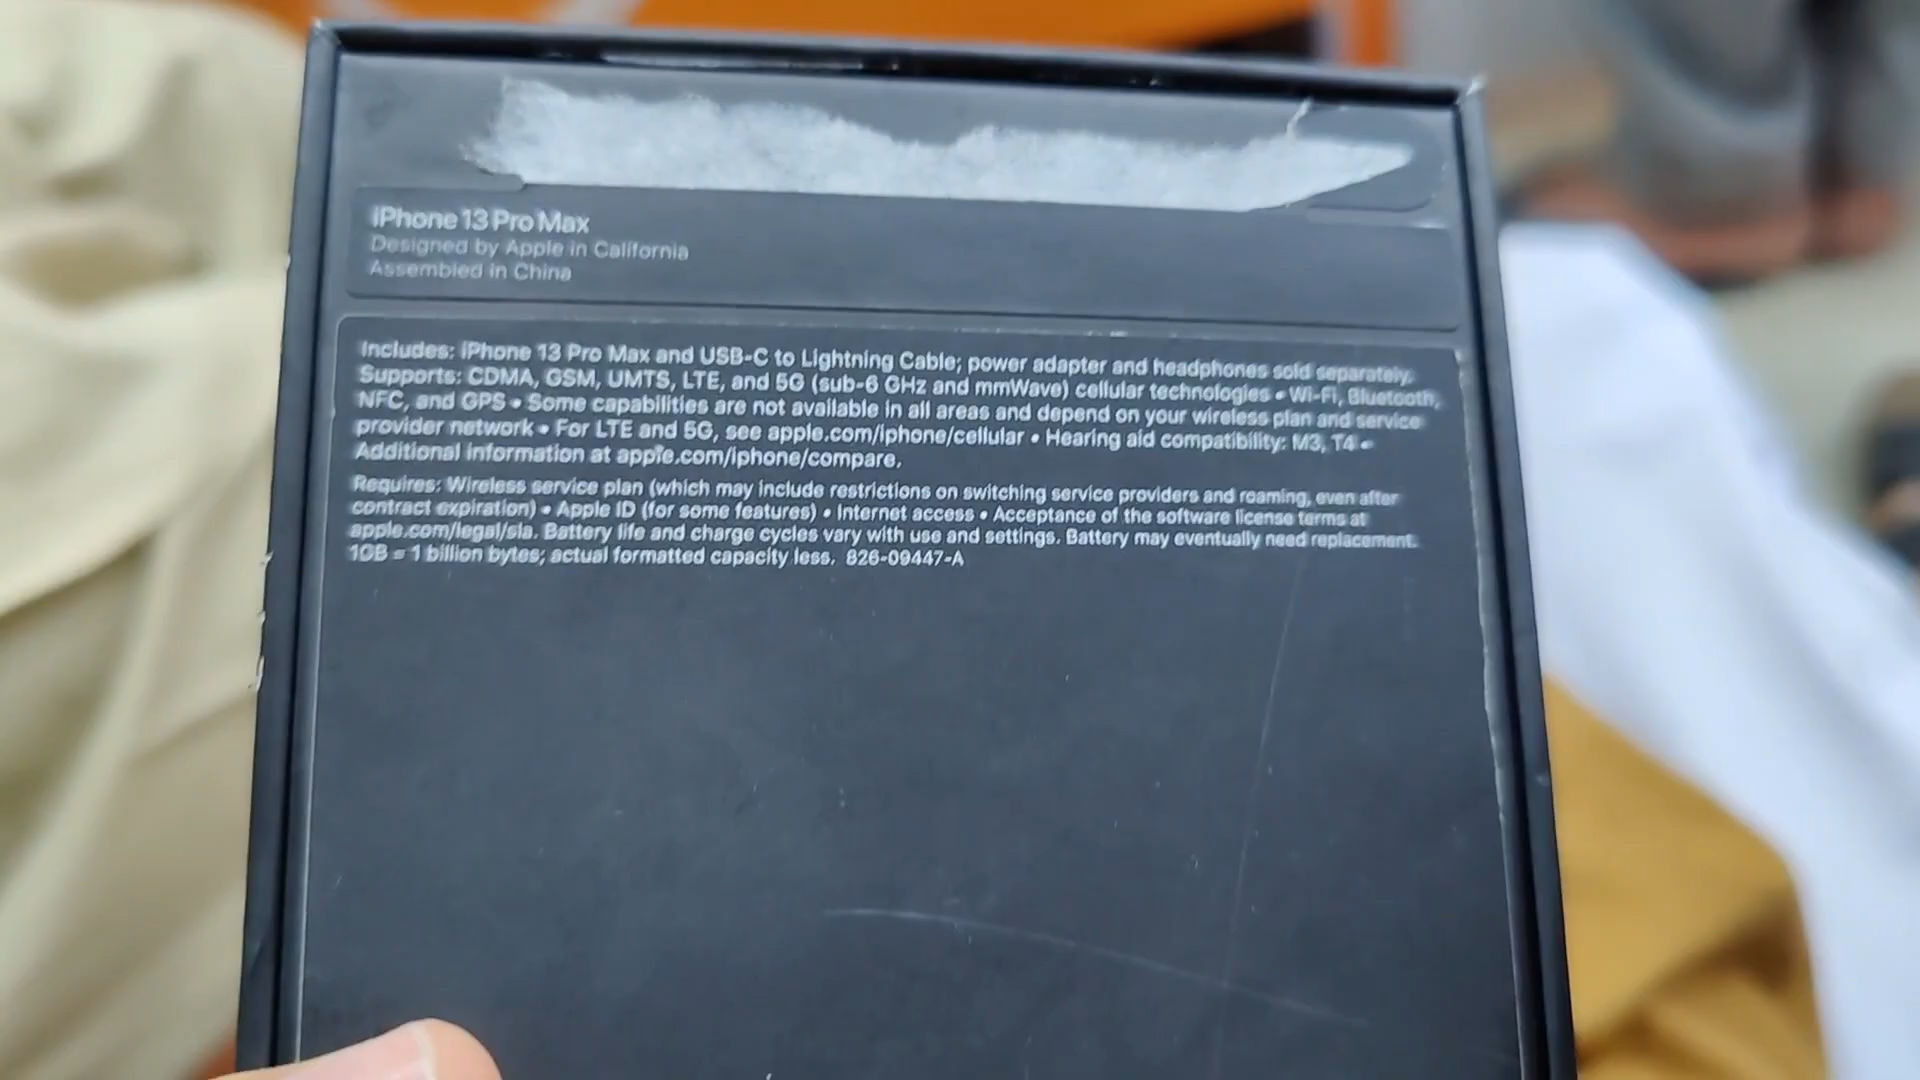 iPhone 13 Pro Max
Designed by Apple in California
Assembled in China
Includes: iPhone 13 Pro Max and USB-C to Lightning Cable; power adapter and headphones sold separately.
Supports: CDMA, GSM, UMTS, LTE, and 5G (sub-6 GHz and mmWave) cellular technologies • Wi-Fi, Bluetooth,
NFC, and GPS • Some capabilities are not available in all areas and depend on your wireless plan and service
provider network • For LTE and 5G, see apple.com/iphone/cellular • Hearing aid compatibility: M3, T4 •
Additional information at apple.com/iphone/compare.
Requires: Wireless service plan (which may include restrictions on switching service providers and roaming, even after
contract expiration) • Apple ID (for some features) • Internet access • Acceptance of the software license terms at
apple.com/legal/sla. Battery life and charge cycles vary with use and settings. Battery may eventually need replacement.
1GB = 1 billion bytes; actual formatted capacity less. 826-09447-A